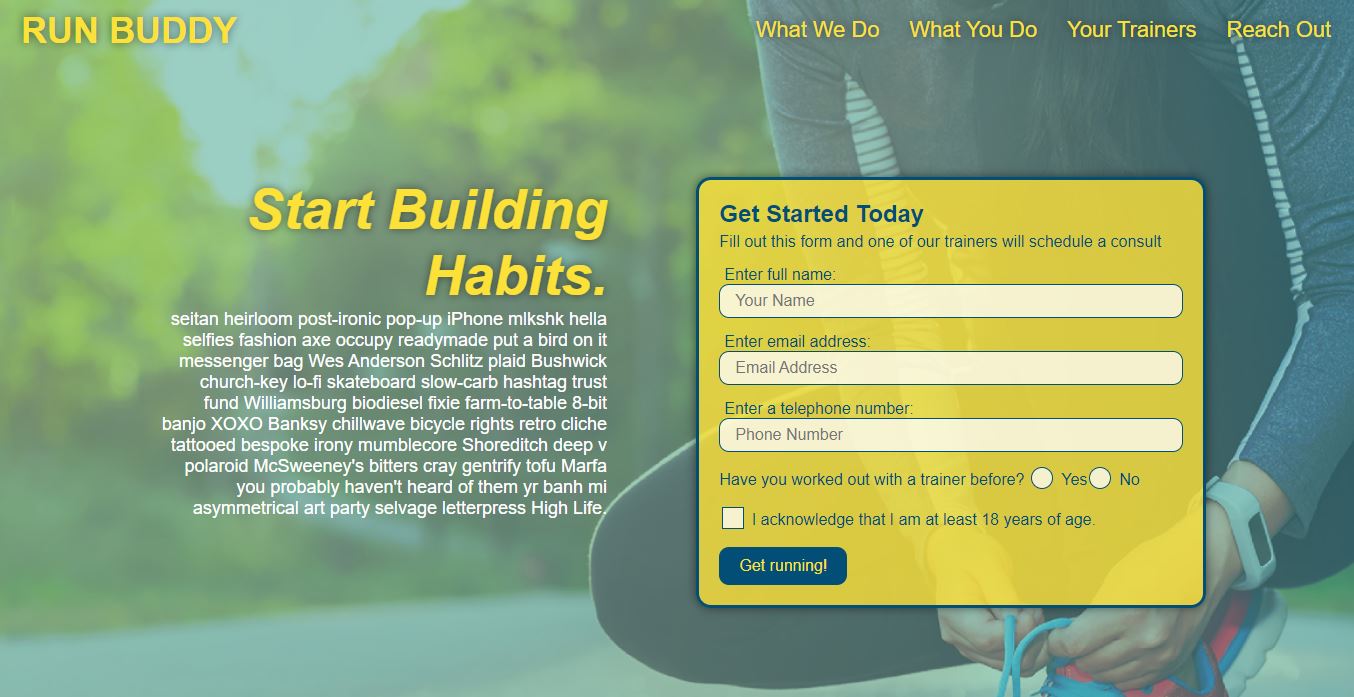 RUN BUDDY
What We Do What You Do Your Trainers Reach Out
Start Building
Habits.
seitan heirloom post-ironic pop-up iPhone mlkshk hella
selfies fashion axe occupy readymade put a bird on it
messenger bag Wes Anderson Schlitz plaid Bushwick
church-key lo-fi skateboard slow-carb hashtag trust
fund Williamsburg biodiesel fixie farm-to-table 8-bit
banjo XOXO Banksy chillwave bicycle rights retro cliche
tattooed bespoke irony mumblecore Shoreditch deep v
polaroid McSweeney's bitters cray gentrify tofu Marfa
you probably haven't heard of them yr banh mi
asymmetrical art party selvage letterpress High Life.
Get Started Today
Fill out this form and one of our trainers will schedule a consult
Enter full name:
Your Name
Enter email address:
Email Address
Enter a telephone number:
Phone Number
Have you worked out with a trainer before? Yes No
I acknowledge that I am at least 18 years of age.
Get running!